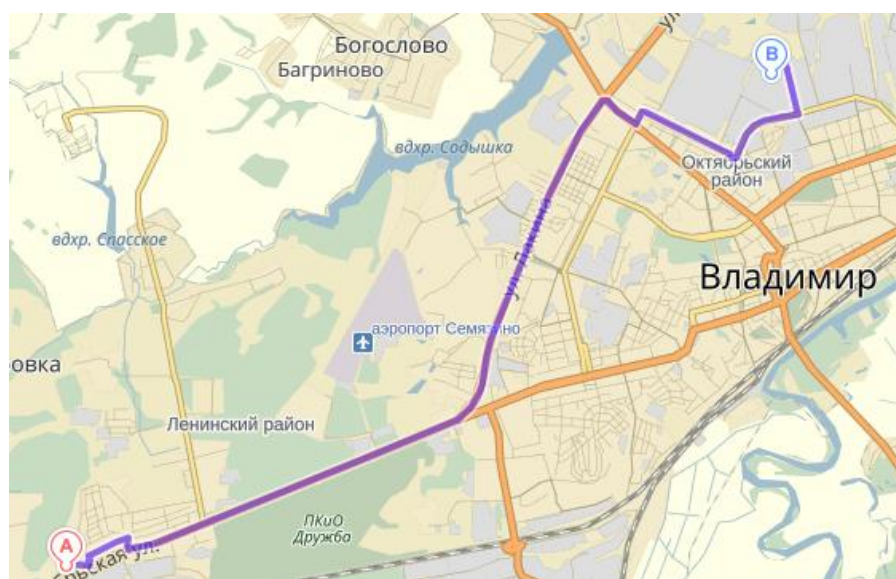 Богослово
Багриново
B
вдхр. Содышка
Октябрьский
район
ул. Лакина
вдхр. Спасское
Владимир
аэропорт Семязино
овка
Ленинский район
ПКиО
Дружба
A
брьская ул.